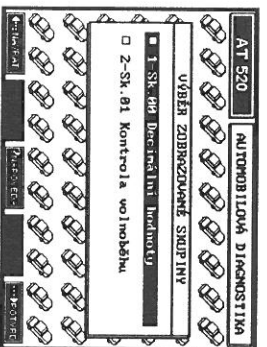 AT 520
AUTOMOBILOVÁ DIAGNOSTIKA
VÝBĚR ZOBRAZOVANÉ SKUPINY
1-Sk.00 Decimální hodnoty
2-Sk.01 Kontrola volnoběhu